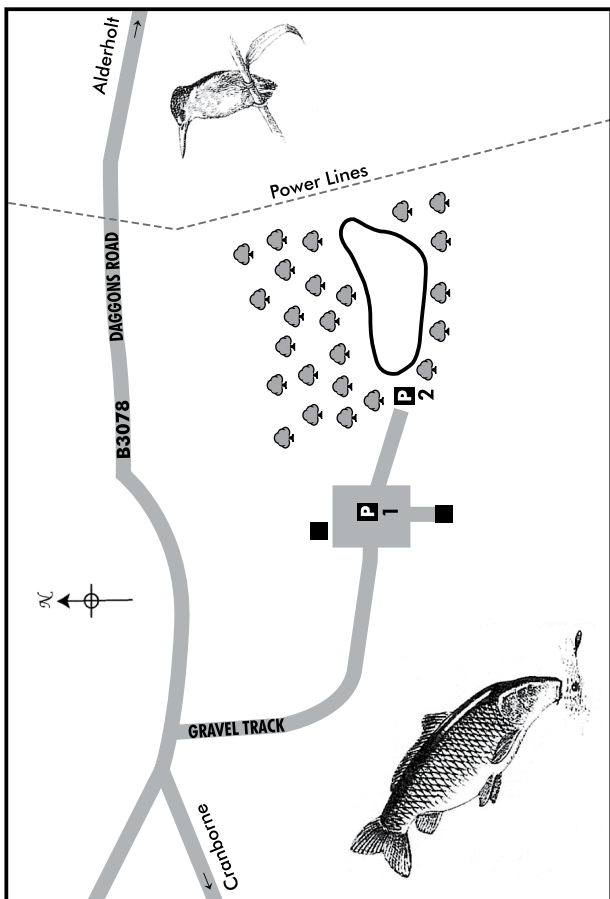 Alderholt
→
Power Lines
DAGGONS ROAD
B3078
P
2
P
1
N
GRAVEL TRACK
Cranborne
←